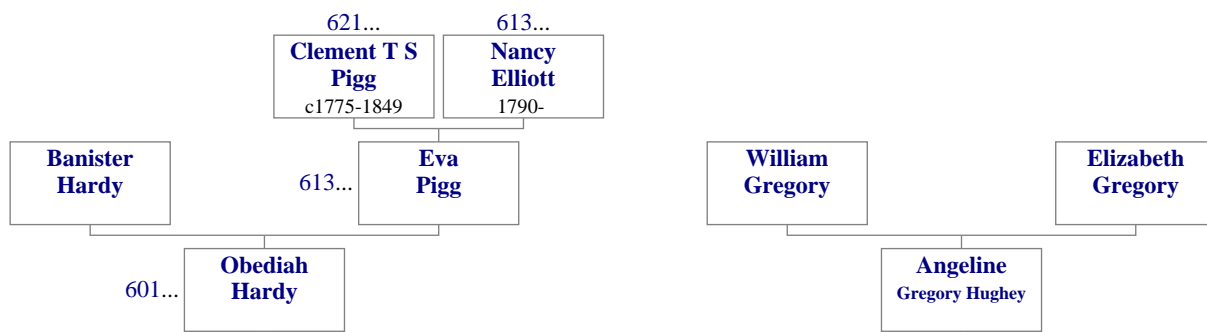 621...
613...
Clement T S
Pigg
c1775-1849
Nancy
Elliott
1790-
Banister
Hardy
613...
Eva
Pigg
William
Gregory
Elizabeth
Gregory
601...
Obediah
Hardy
Angeline
Gregory Hughey